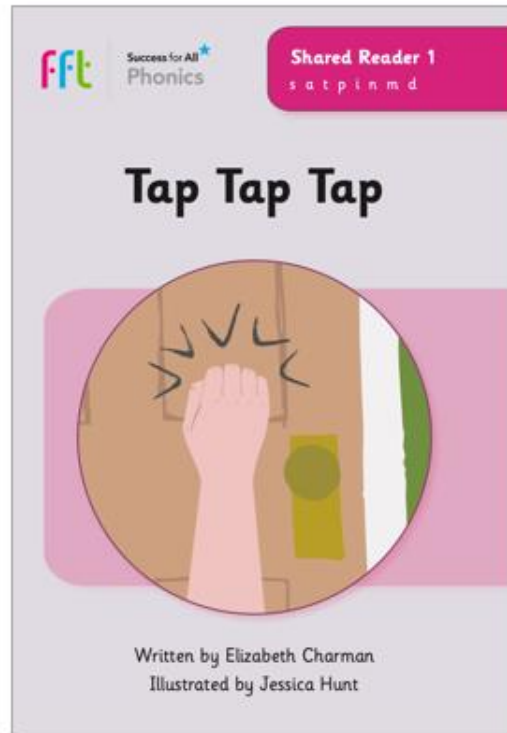 fft
Success for All
Phonics
Shared Reader 1
s a t p i n m d
Tap Tap Tap
Written by Elizabeth Charman
Illustrated by Jessica Hunt